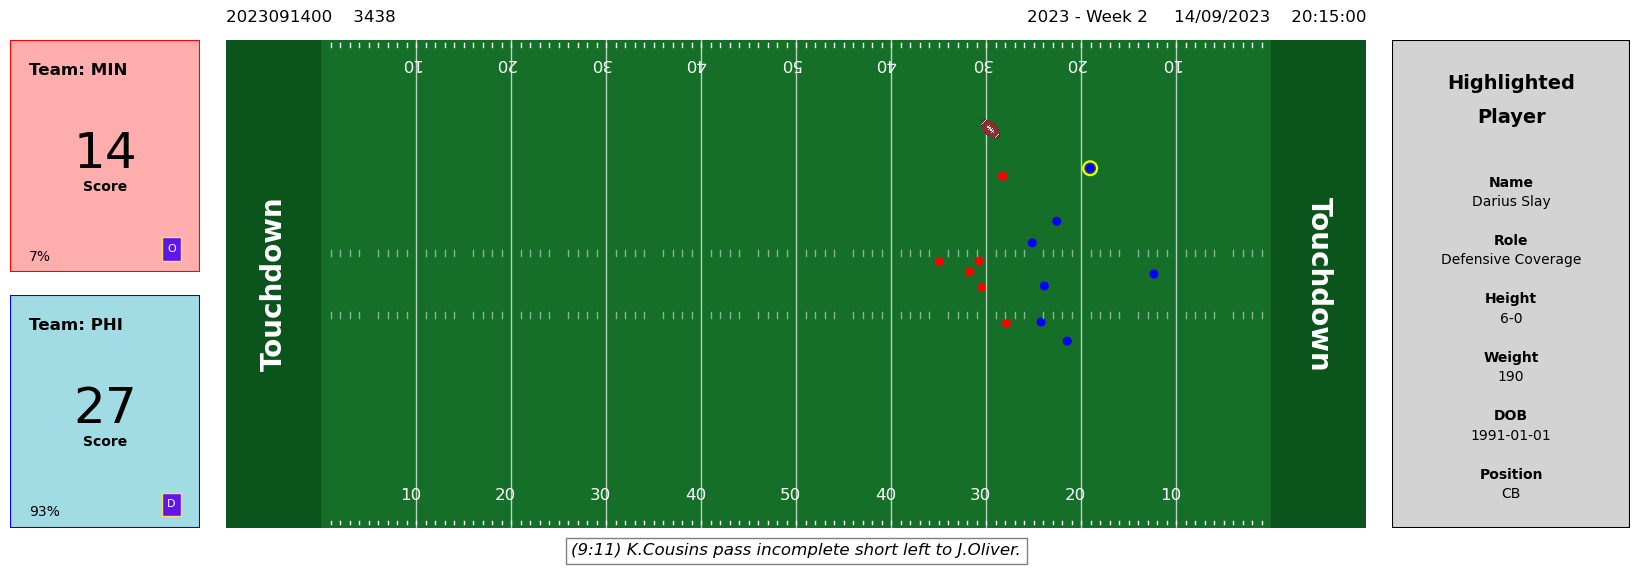 2023091400    3438
2023 - Week 2     14/09/2023    20:15:00
Team: MIN
14
Score
7%
O
Team: PHI
27
Score
93%
D
10 20 30 40 50 40 30 20 10
Touchdown
Touchdown
10 20 30 40 50 40 30 20 10
(9:11) K.Cousins pass incomplete short left to J.Oliver.
Highlighted
Player
Name
Darius Slay
Role
Defensive Coverage
Height
6-0
Weight
190
DOB
1991-01-01
Position
CB